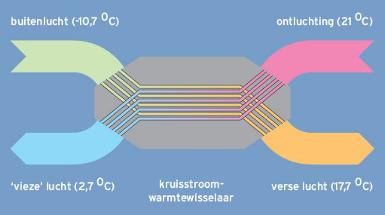 buitenlucht (-10,7 °C)
ontluchting (21 °C)
'vieze' lucht (2,7 °C)
kruisstroom-
warmtewisselaar
verse lucht (17,7 °C)